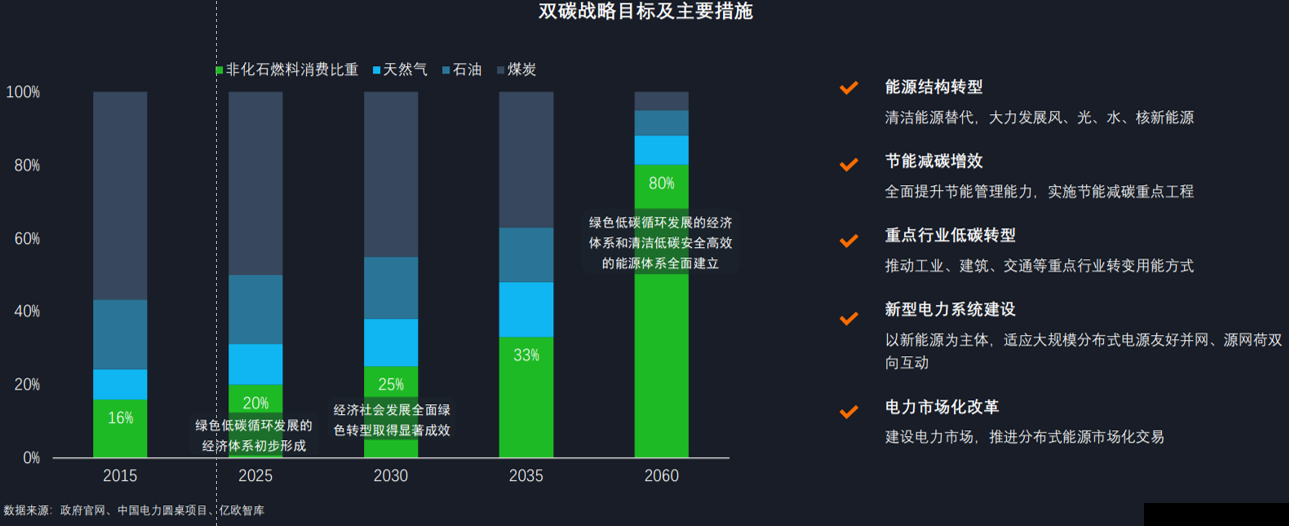 双碳战略目标及主要措施
非化石燃料消费比重 天然气 石油 煤炭
100%
80%
60%
40%
20%
0%
16%
20%
25%
33%
80%
绿色低碳循环发展的
经济体系初步形成
经济社会发展全面绿
色转型取得显著成效
绿色低碳循环发展的经济
体系和清洁低碳安全高效
的能源体系全面建立
2015 2025 2030 2035 2060
数据来源：政府官网、中国电力圆桌项目、亿欧智库
能源结构转型
清洁能源替代，大力发展风、光、水、核新能源
节能减碳增效
全面提升节能管理能力，实施节能减碳重点工程
重点行业低碳转型
推动工业、建筑、交通等重点行业转变用能方式
新型电力系统建设
以新能源为主体，适应大规模分布式电源友好并网、源网荷双
向互动
电力市场化改革
建设电力市场，推进分布式能源市场化交易